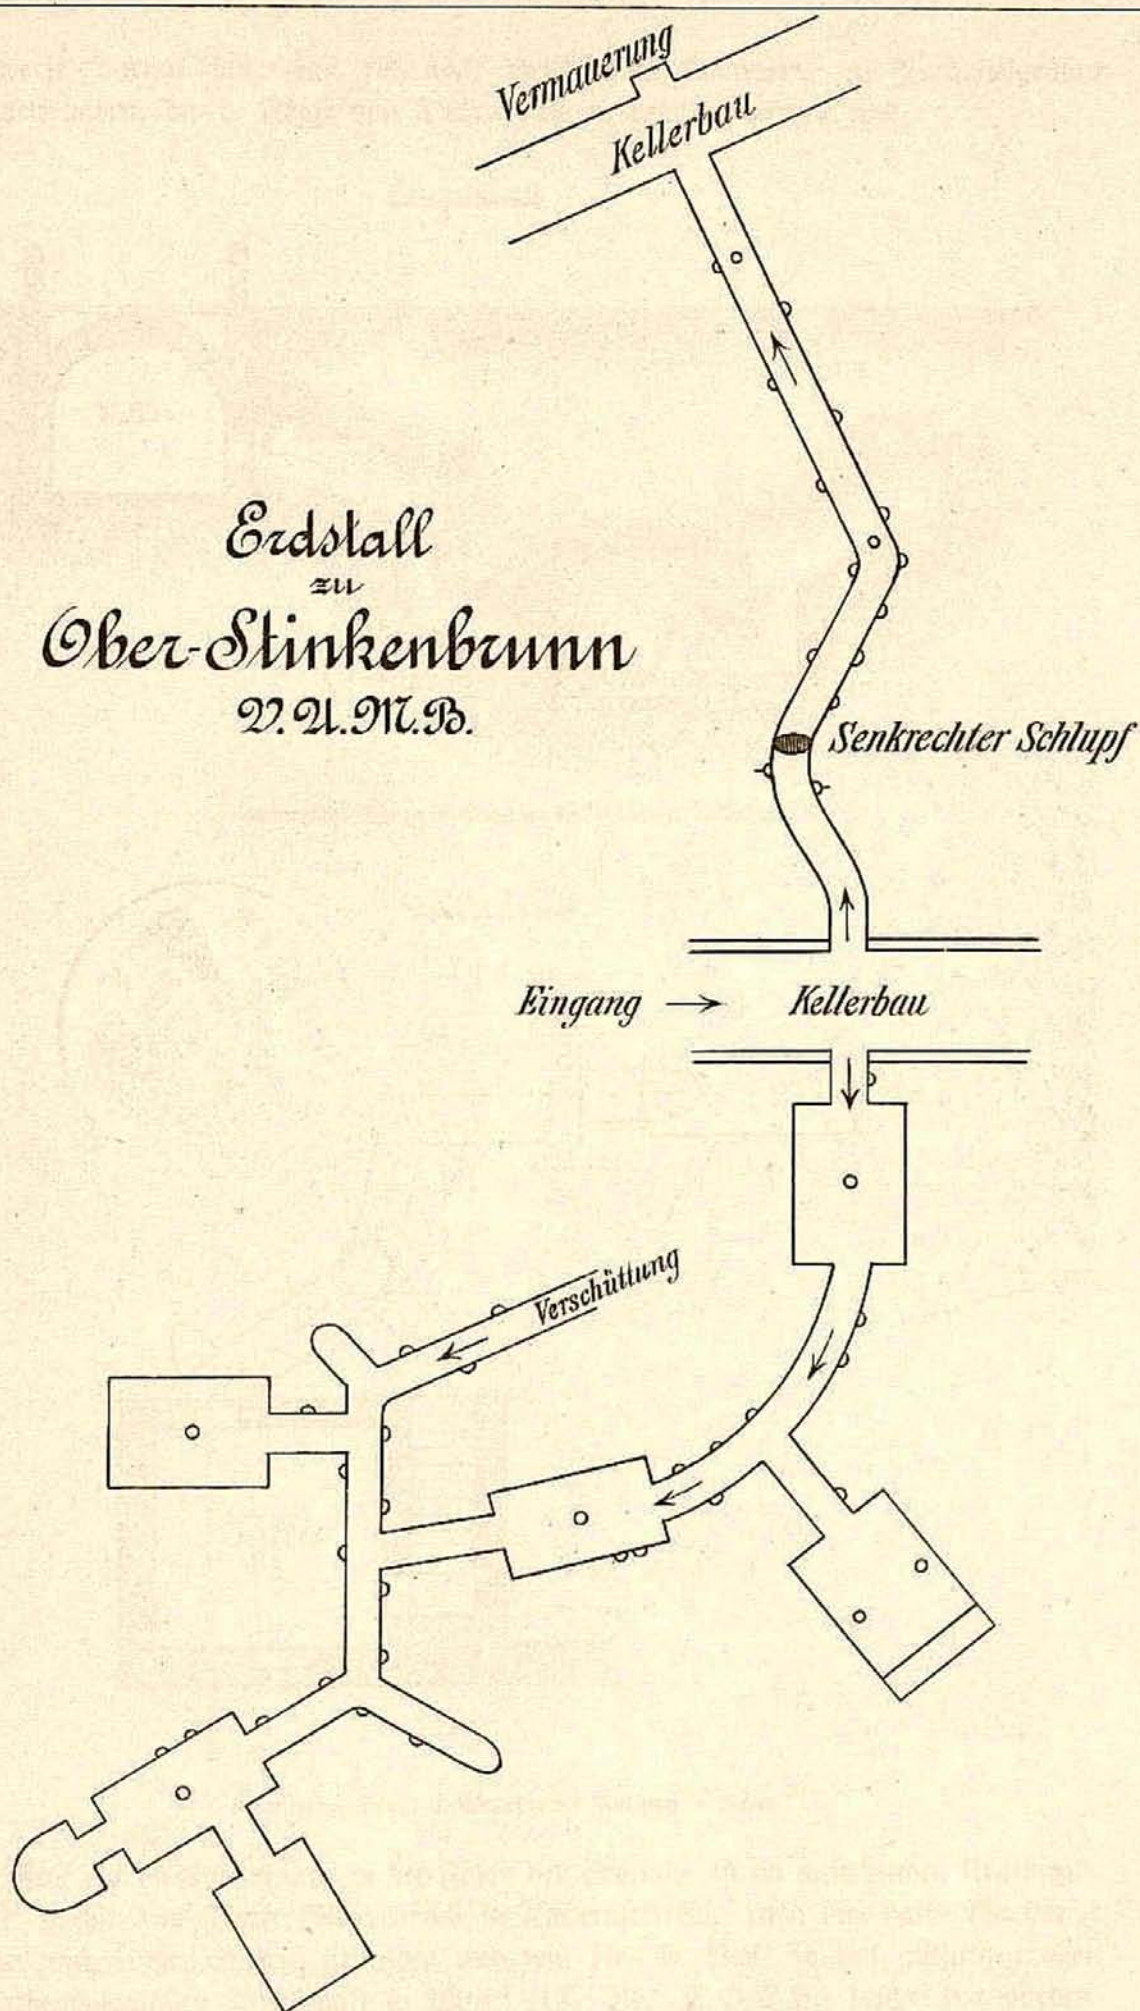 Vermauerung
Kellerbau
Erdstall
zu
Ober-Stinkenbrunn
V.U.M.B.
Senkrechter Schlupf
Eingang
Kellerbau
Verschüttung